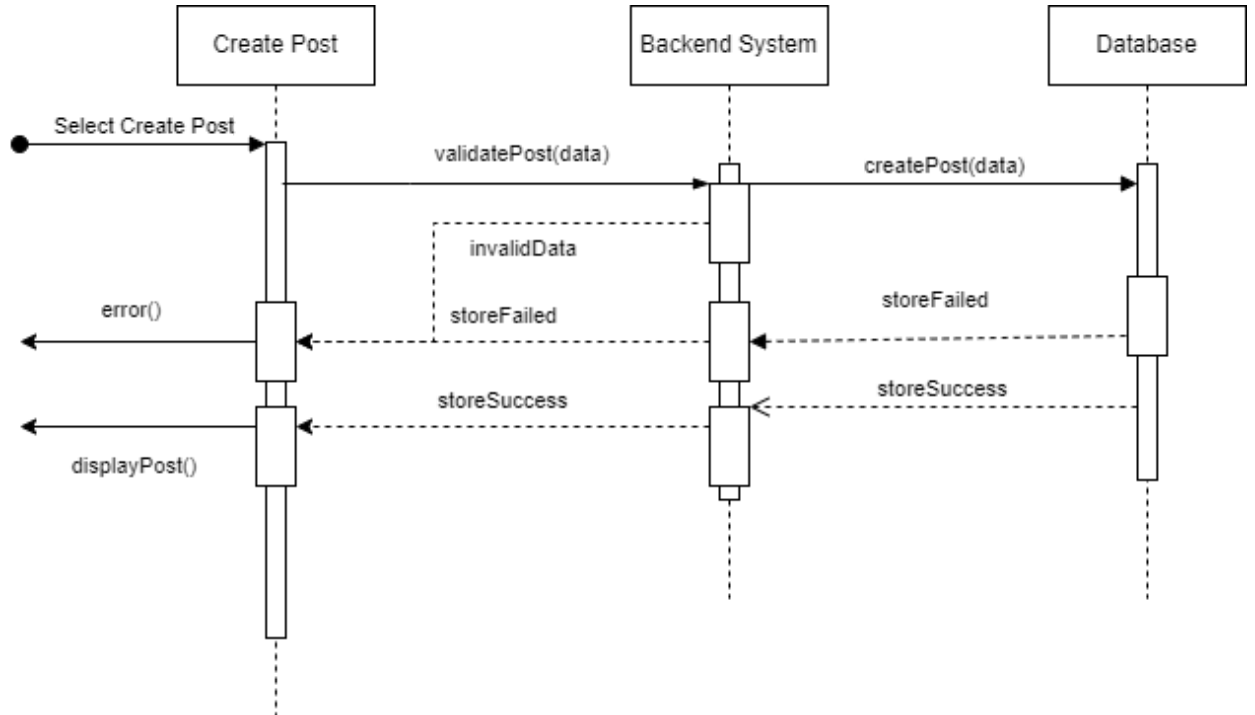 Create Post
Backend System
Database
Select Create Post
validatePost(data)
createPost(data)
invalidData
error()
storeFailed
storeFailed
storeSuccess
storeSuccess
displayPost()